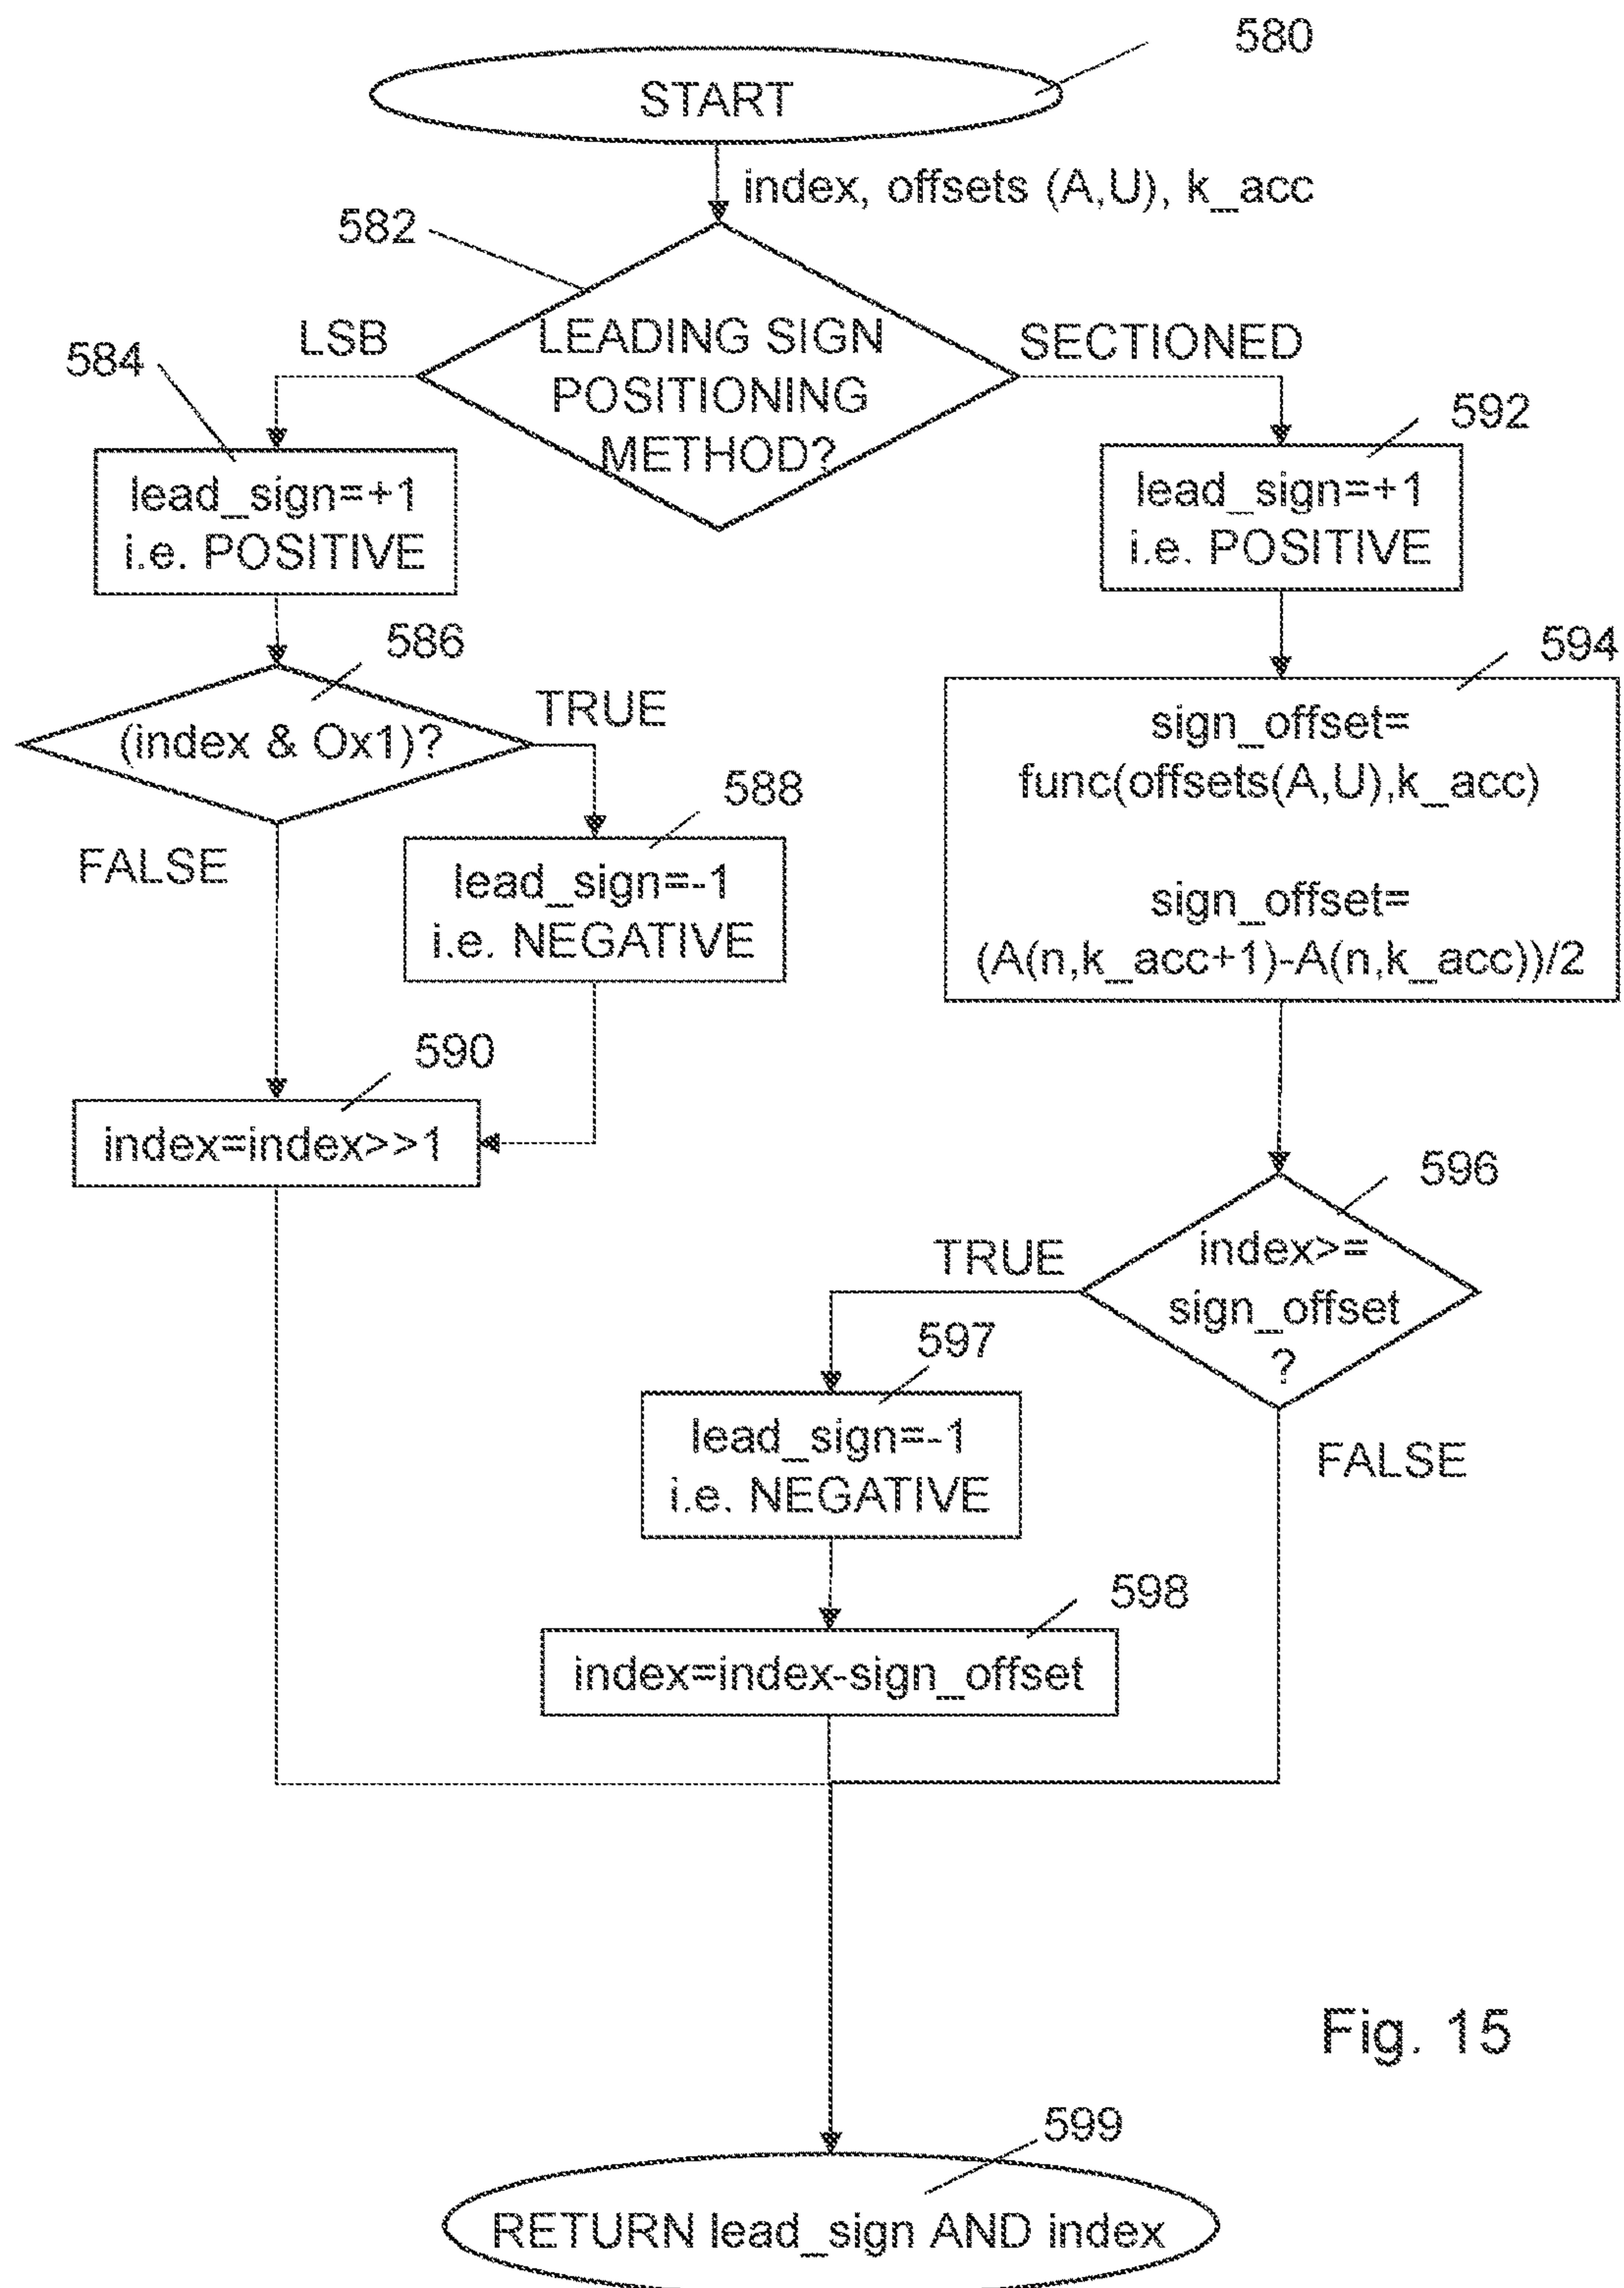 580
START
index, offsets (A,U), k_acc
582
LSB
LEADING SIGN
POSITIONING
METHOD?
SECTIONED
584
lead_sign=+1
i.e. POSITIVE
592
lead_sign=+1
i.e. POSITIVE
586
(index & Ox1)?
TRUE
FALSE
588
lead_sign=-1
i.e. NEGATIVE
594
sign_offset=
func(offsets(A,U),k_acc)
sign_offset=
(A(n,k_acc+1)-A(n,k_acc))/2
590
index=index>>1
596
index>=
sign_offset
?
TRUE
FALSE
597
lead_sign=-1
i.e. NEGATIVE
598
index=index-sign_offset
Fig. 15
599
RETURN lead_sign AND index